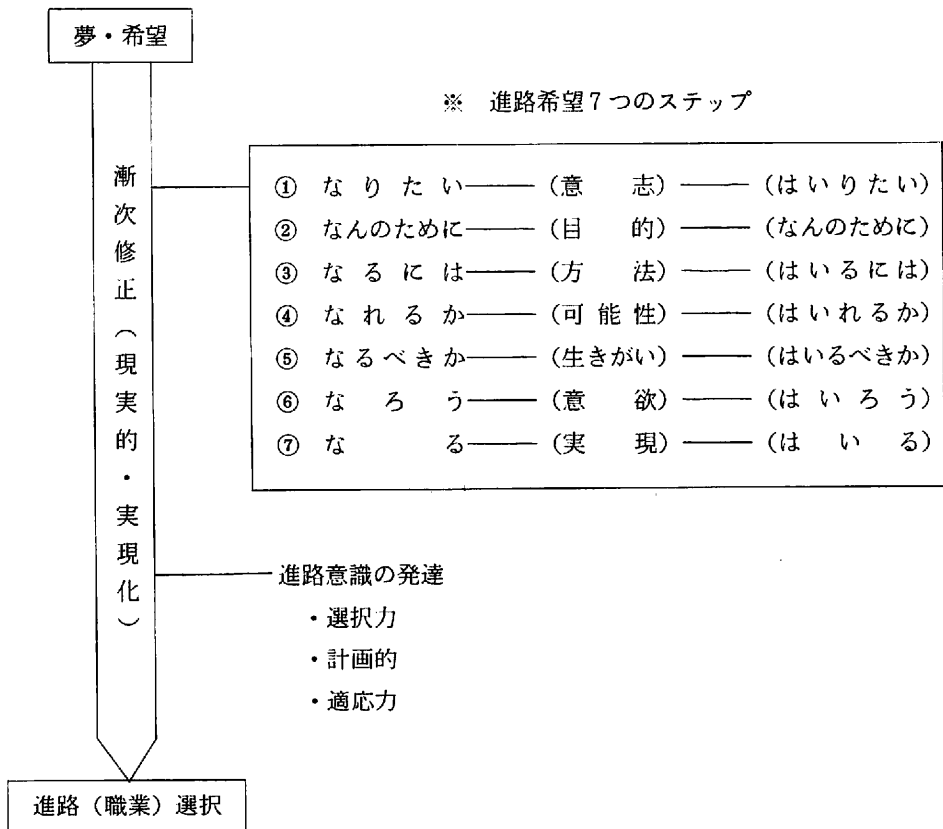 夢・希望
※ 進路希望7つのステップ
漸次修正（現実的・実現化）
① なりたい――（意志）――（はいりたい）
② なんのために――（目的）――（なんのために）
③ なるには――（方法）――（はいるには）
④ なれるか――（可能性）――（はいれるか）
⑤ なるべきか――（生きがい）――（はいるべきか）
⑥ なろう――（意欲）――（はいろう）
⑦ なる――（実現）――（はいる）
進路意識の発達
・選択力
・計画的
・適応力
進路（職業）選択